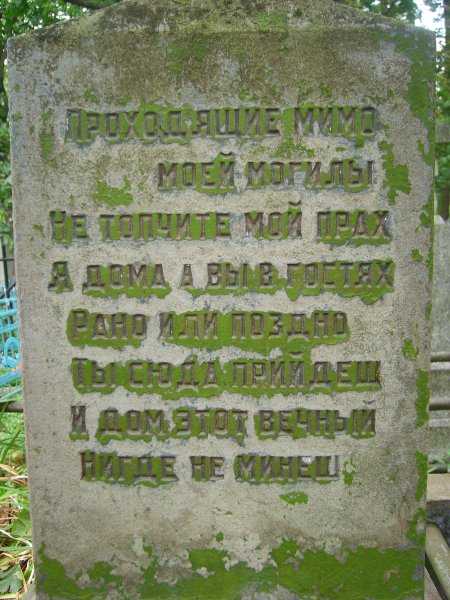 Проходящие мимо
моей могилы
Не топчите мой прах
Я дома а вы в гостях
Рано или поздно
Ты сюда прийдеш
И дом этот вечный
Нигде не минеш